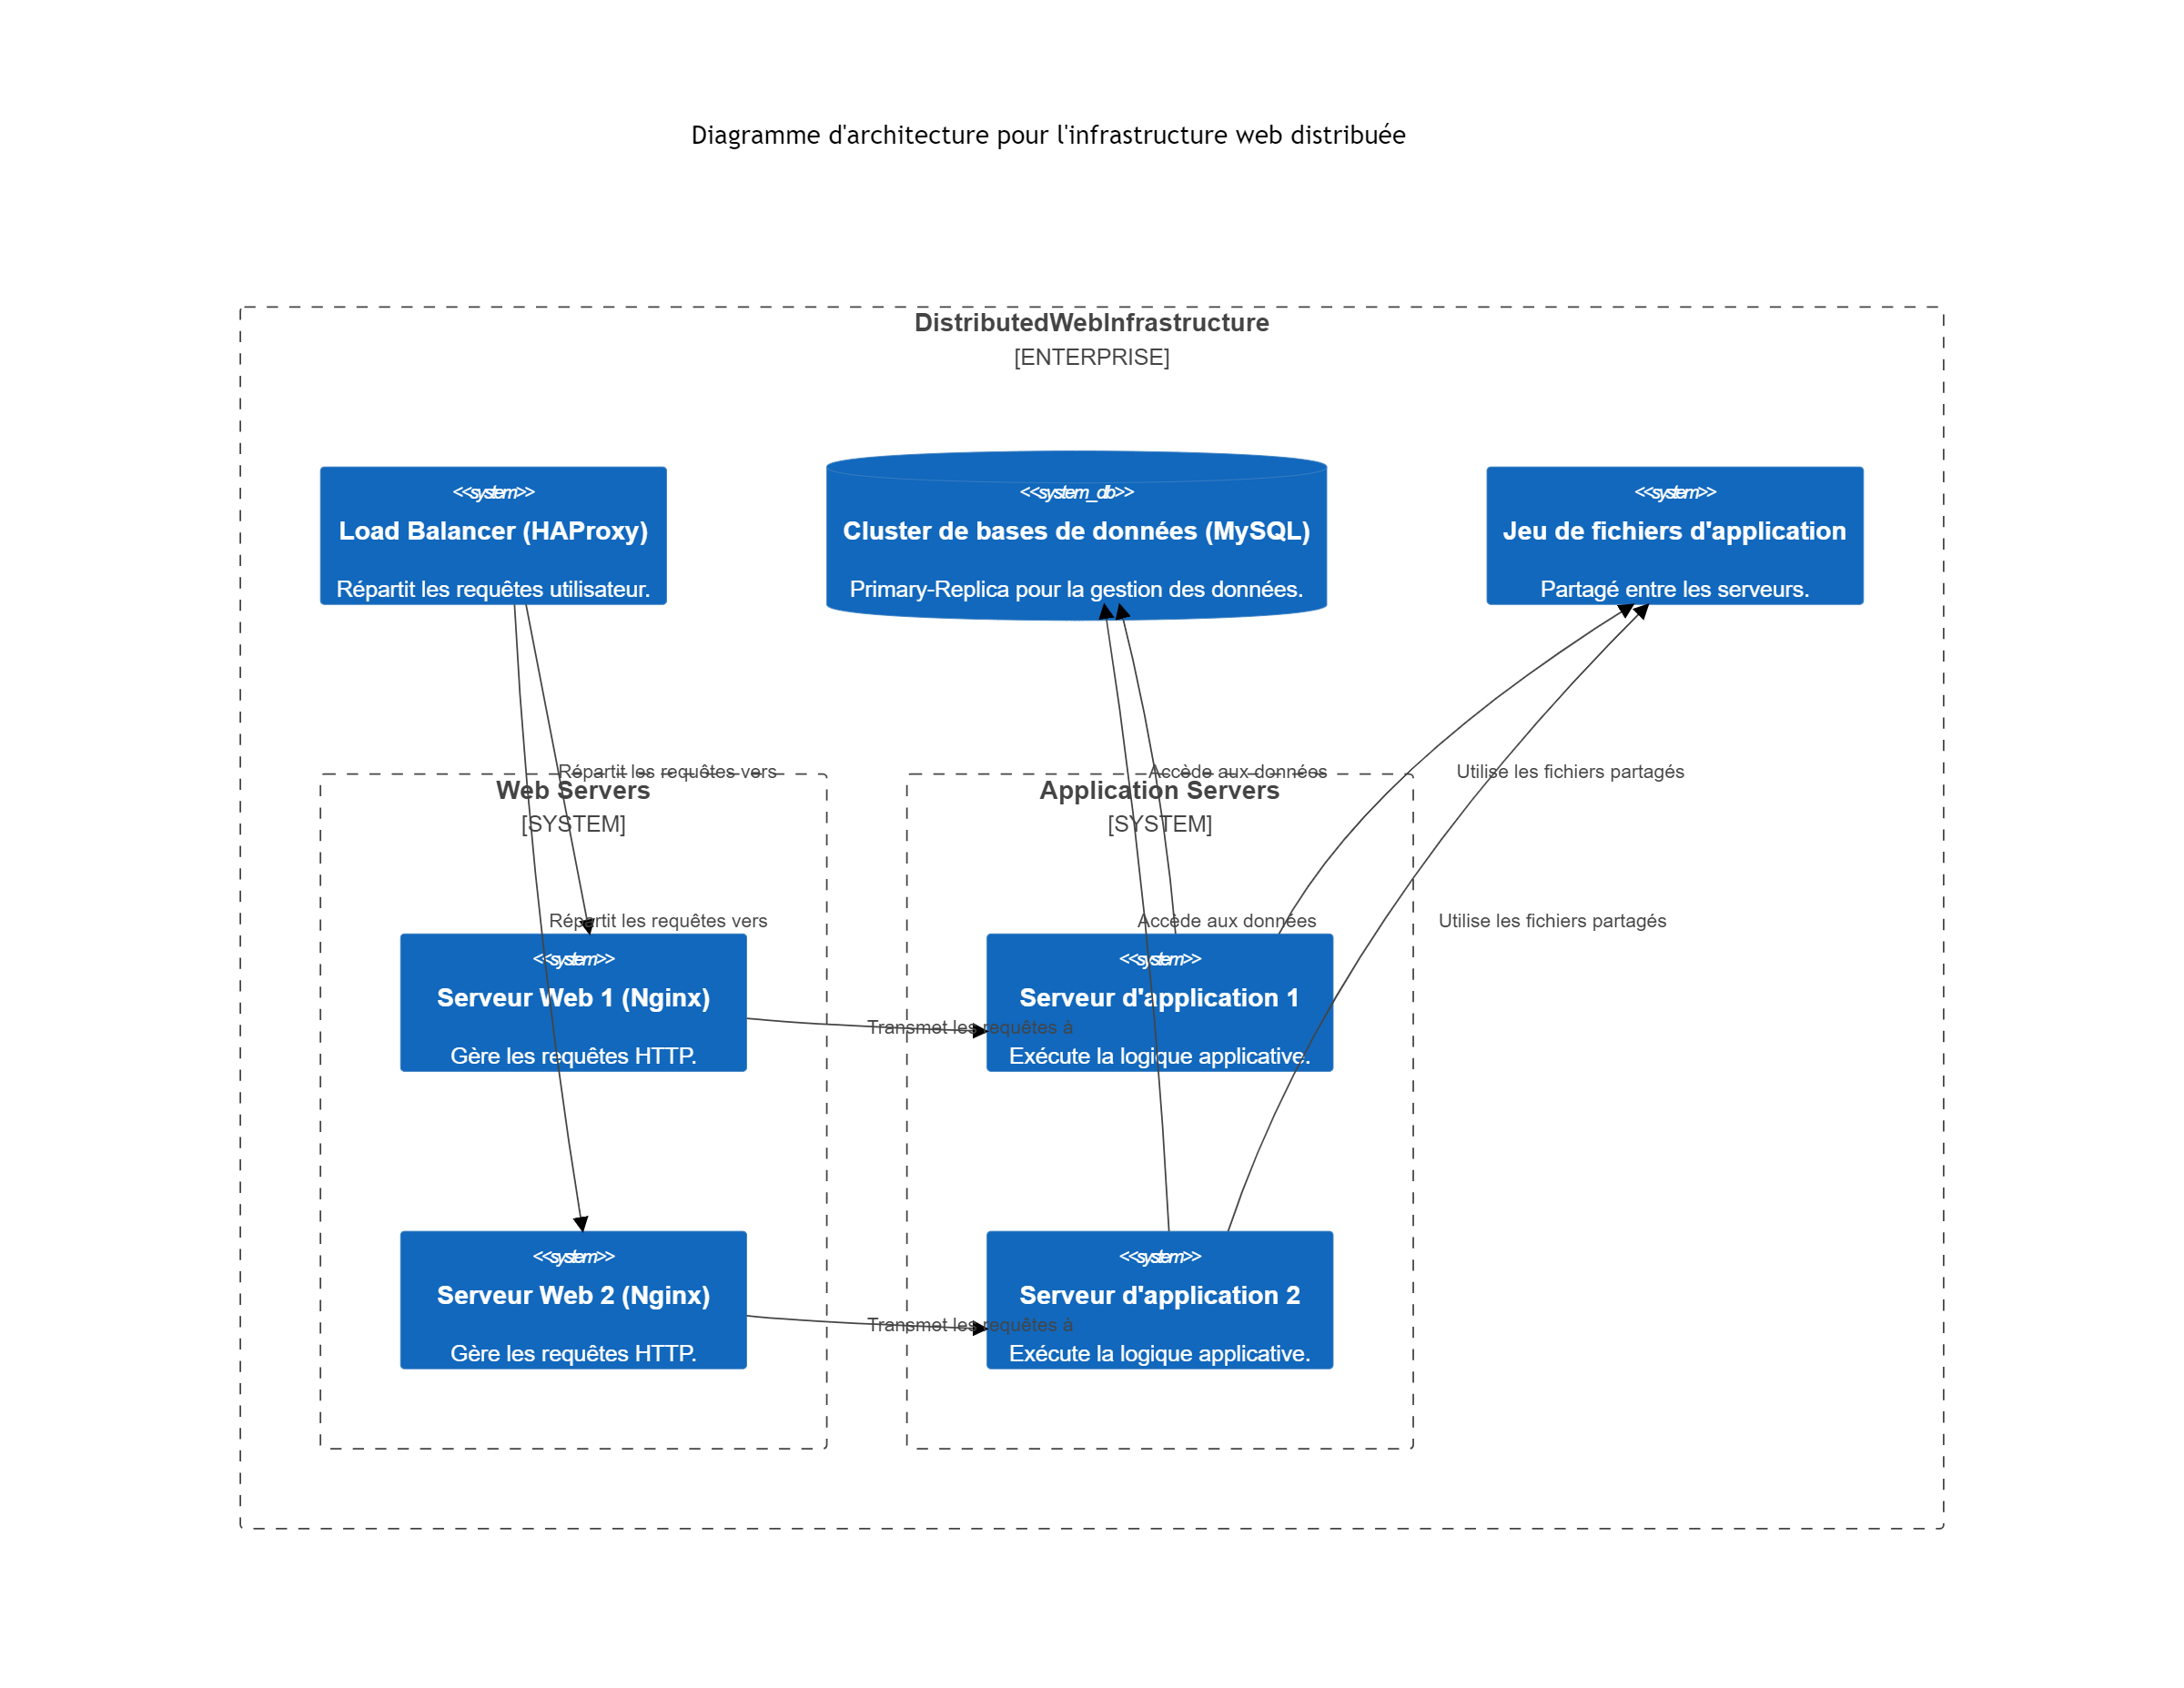 Diagramme d'architecture pour l'infrastructure web distribuée
DistributedWebInfrastructure
[ENTERPRISE]
<<system>>
Load Balancer (HAProxy)
Répartit les requêtes utilisateur.
<<system_db>>
Cluster de bases de données (MySQL)
Primary-Replica pour la gestion des données.
<<system>>
Jeu de fichiers d'application
Partagé entre les serveurs.
Répartit les requêtes vers
Accède aux données
Utilise les fichiers partagés
Web Servers
[SYSTEM]
Application Servers
[SYSTEM]
Répartit les requêtes vers
Accède aux données
Utilise les fichiers partagés
<<system>>
Serveur Web 1 (Nginx)
Gère les requêtes HTTP.
Transmet les requêtes à
<<system>>
Serveur d'application 1
Exécute la logique applicative.
<<system>>
Serveur Web 2 (Nginx)
Gère les requêtes HTTP.
Transmet les requêtes à
<<system>>
Serveur d'application 2
Exécute la logique applicative.